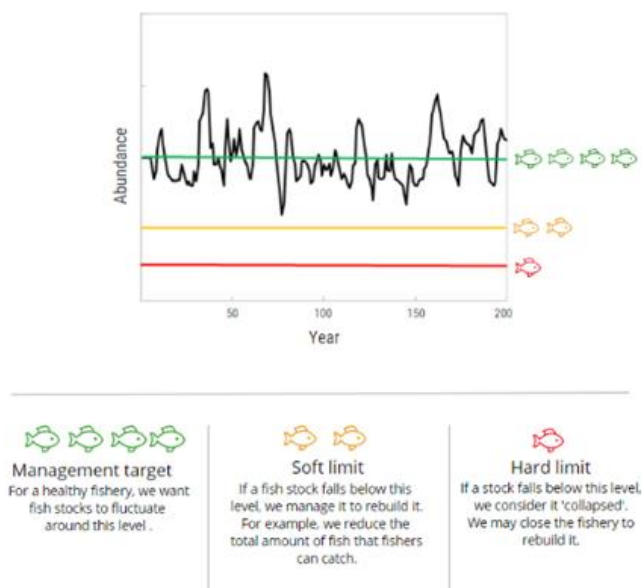 Abundance
50
100
150
200
Year
Management target
For a healthy fishery, we want
fish stocks to fluctuate
around this level .
Soft limit
If a fish stock falls below this
level, we manage it to rebuild it.
For example, we reduce the
total amount of fish that fishers
can catch.
Hard limit
If a stock falls below this level,
we consider it 'collapsed'.
We may close the fishery to
rebuild it.